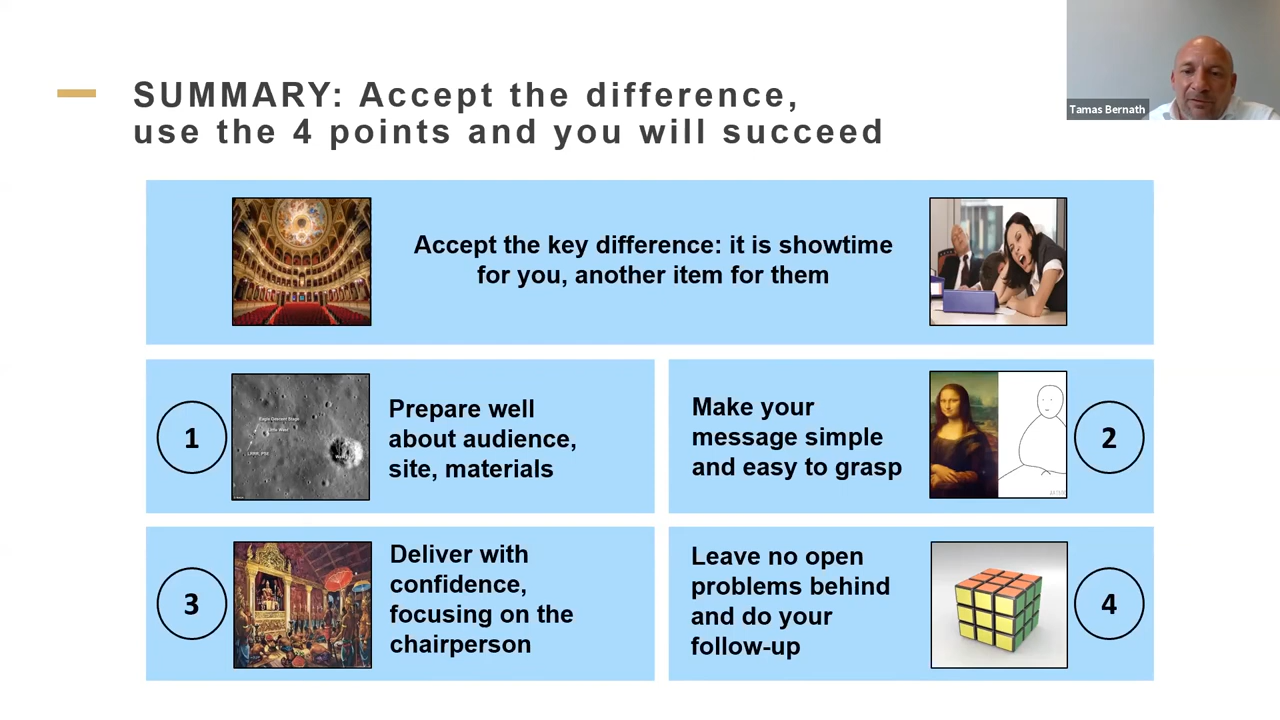 SUMMARY: Accept the difference,
use the 4 points and you will succeed
Tamas Bernath
Accept the key difference: it is showtime
for you, another item for them
1
Prepare well
about audience,
site, materials
Make your
message simple
and easy to grasp
2
3
Deliver with
confidence,
focusing on the
chairperson
Leave no open
problems behind
and do your
follow-up
4